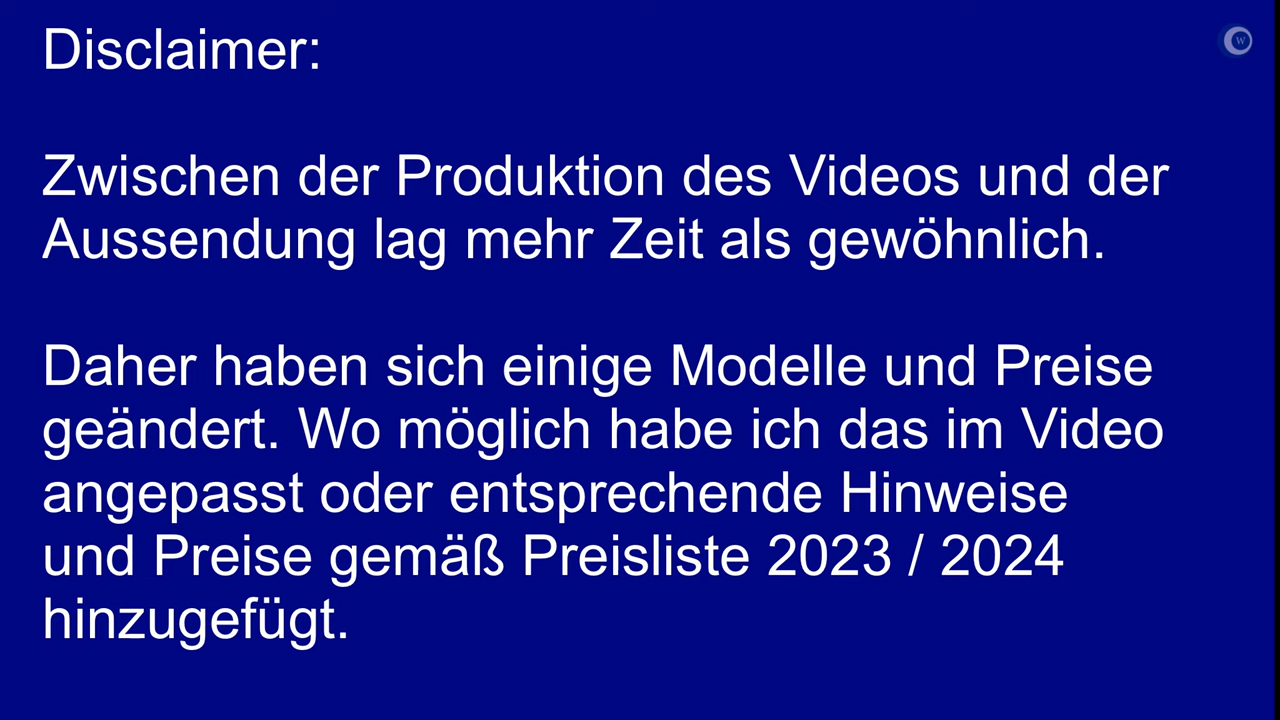 Disclaimer:
W
Zwischen der Produktion des Videos und der
Aussendung lag mehr Zeit als gewöhnlich.
Daher haben sich einige Modelle und Preise
geändert. Wo möglich habe ich das im Video
angepasst oder entsprechende Hinweise
und Preise gemäß Preisliste 2023 / 2024
hinzugefügt.